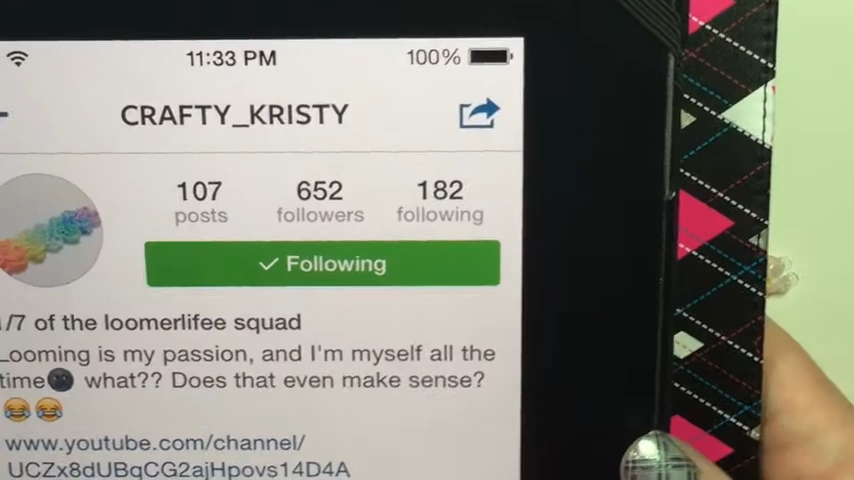 11:33 PM 100%
CRAFTY_KRISTY
107 652 182
posts followers following
Following
1/7 of the loomerlifee squad
Looming is my passion, and I'm myself all the
time🌚 what?? Does that even make sense?
😂😂
www.youtube.com/channel/
UCZx8dUBqCG2ajHpovs14D4A